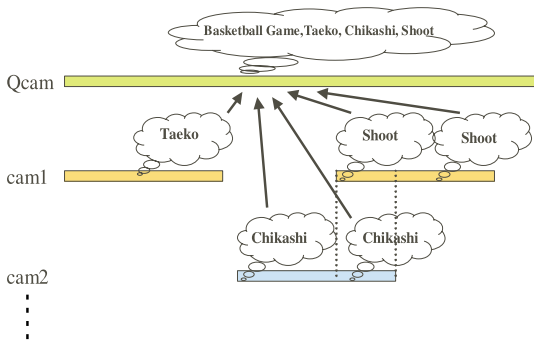 Basketball Game,Taeko, Chikashi, Shoot
Qcam
Taeko
Shoot
Shoot
cam1
Chikashi
Chikashi
cam2